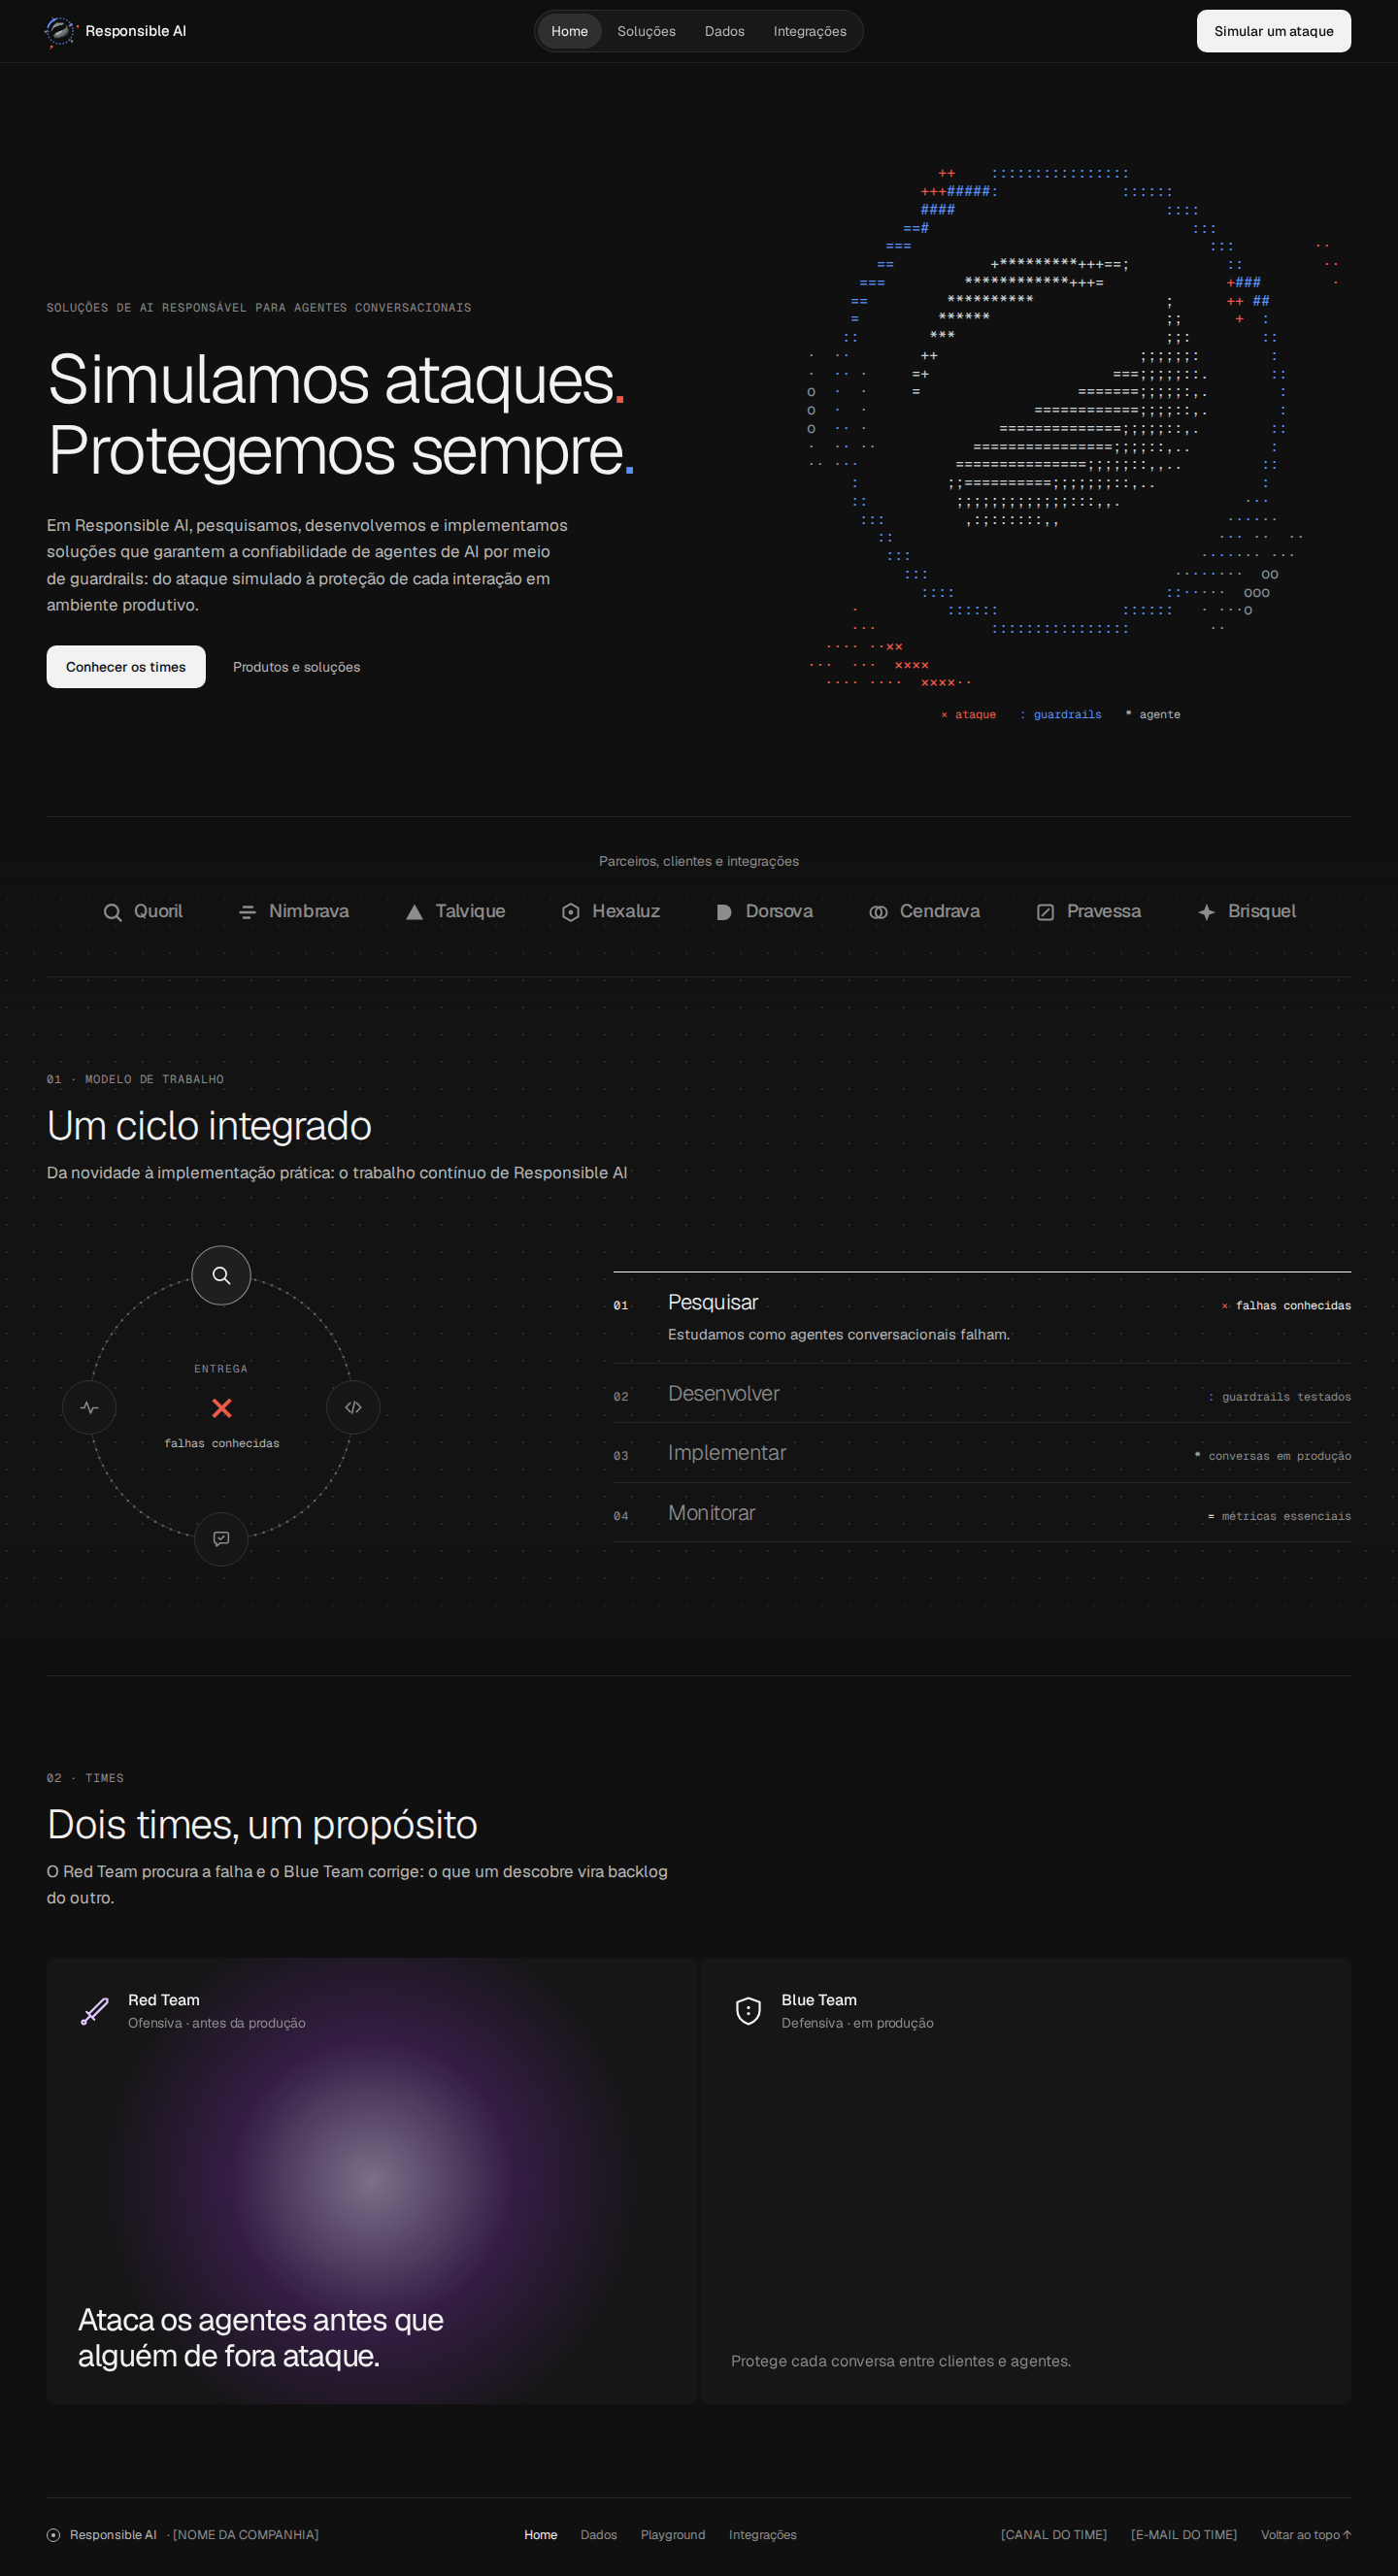 Responsible AI
Home Soluções Dados Integrações
Simular um ataque
SOLUÇÕES DE AI RESPONSÁVEL PARA AGENTES CONVERSACIONAIS
Simulamos ataques.
Protegemos sempre.
Em Responsible AI, pesquisamos, desenvolvemos e implementamos
soluções que garantem a confiabilidade de agentes de AI por meio
de guardrails: do ataque simulado à proteção de cada interação em
ambiente produtivo.
Conhecer os times Produtos e soluções
× ataque : guardrails * agente
Parceiros, clientes e integrações
Quoril Nimbrava Talvique Hexaluz Dorsova Cendrava Pravessa Brisquel
01 · MODELO DE TRABALHO
Um ciclo integrado
Da novidade à implementação prática: o trabalho contínuo de Responsible AI
ENTREGA
×
falhas conhecidas
01 Pesquisar × falhas conhecidas
Estudamos como agentes conversacionais falham.
02 Desenvolver : guardrails testados
03 Implementar * conversas em produção
04 Monitorar = métricas essenciais
02 · TIMES
Dois times, um propósito
O Red Team procura a falha e o Blue Team corrige: o que um descobre vira backlog
do outro.
Red Team
Ofensiva · antes da produção
Ataca os agentes antes que
alguém de fora ataque.
Blue Team
Defensiva · em produção
Protege cada conversa entre clientes e agentes.
Responsible AI · [NOME DA COMPANHIA]
Home Dados Playground Integrações
[CANAL DO TIME] [E-MAIL DO TIME] Voltar ao topo ↑